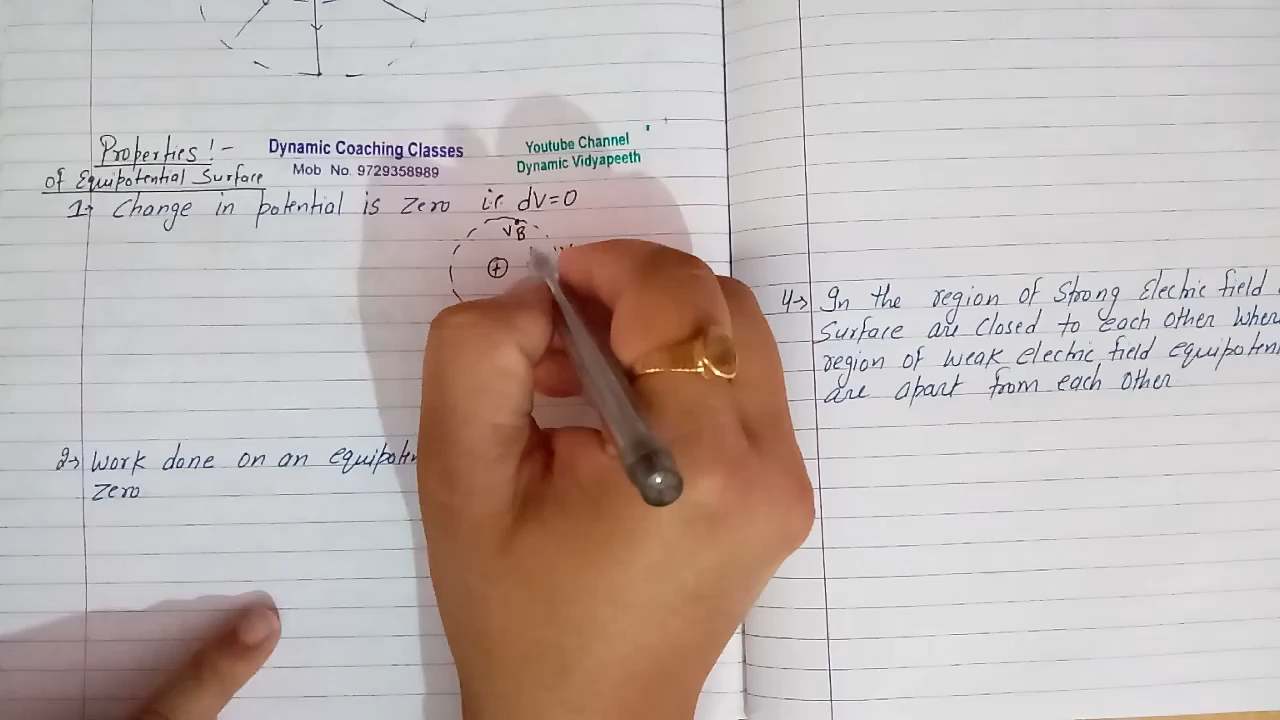 Properties :-
of Equipotential Surface
Dynamic Coaching Classes
Mob No. 9729358989
Youtube Channel
Dynamic Vidyapeeth
1→ Change in potential is zero ie dv=0
VB
+
2→ Work done on an equipoten
zero
4→ In the region of Strong Electric field
Surface are closed to each other wher
region of weak electric field equipoten
are apart from each other